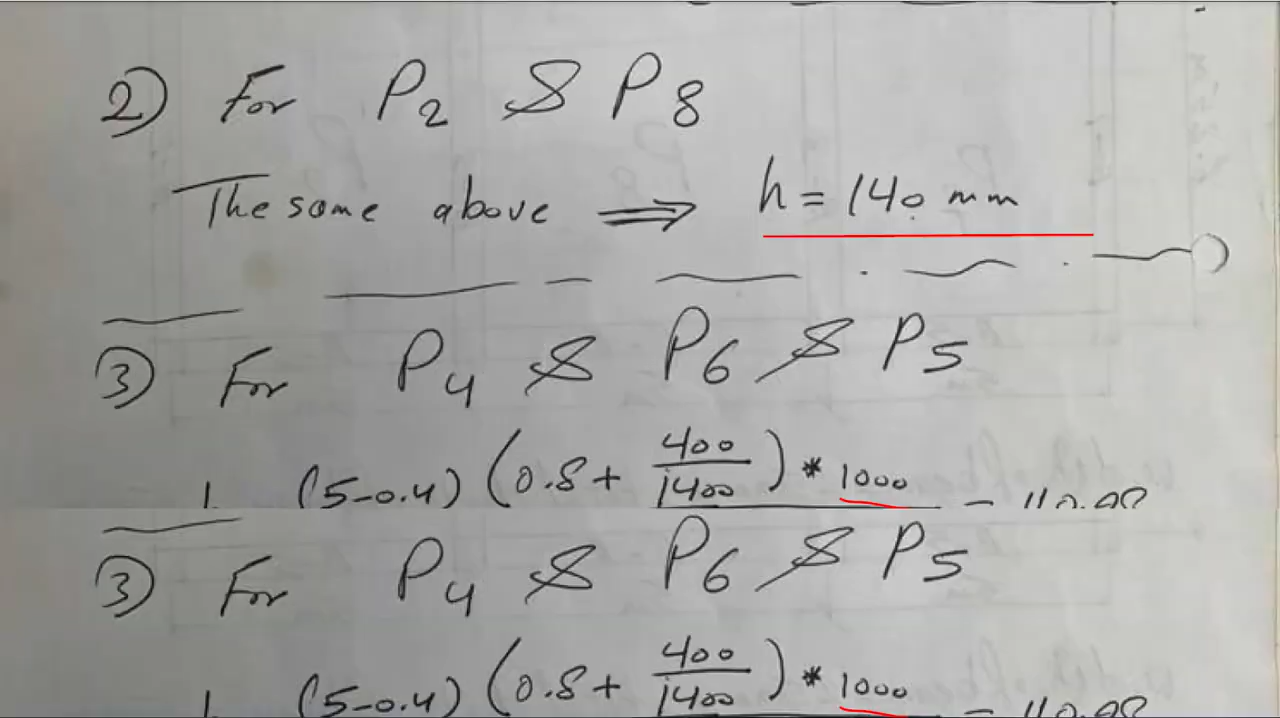 2) For P2 & P8
The same above ⇒ h = 140 mm
3) For P4 & P6 & P5
(5-0.4) (0.8 + 400/1400) * 1000 =
3) For P4 & P6 & P5
(5-0.4) (0.8 + 400/1400) * 1000 =